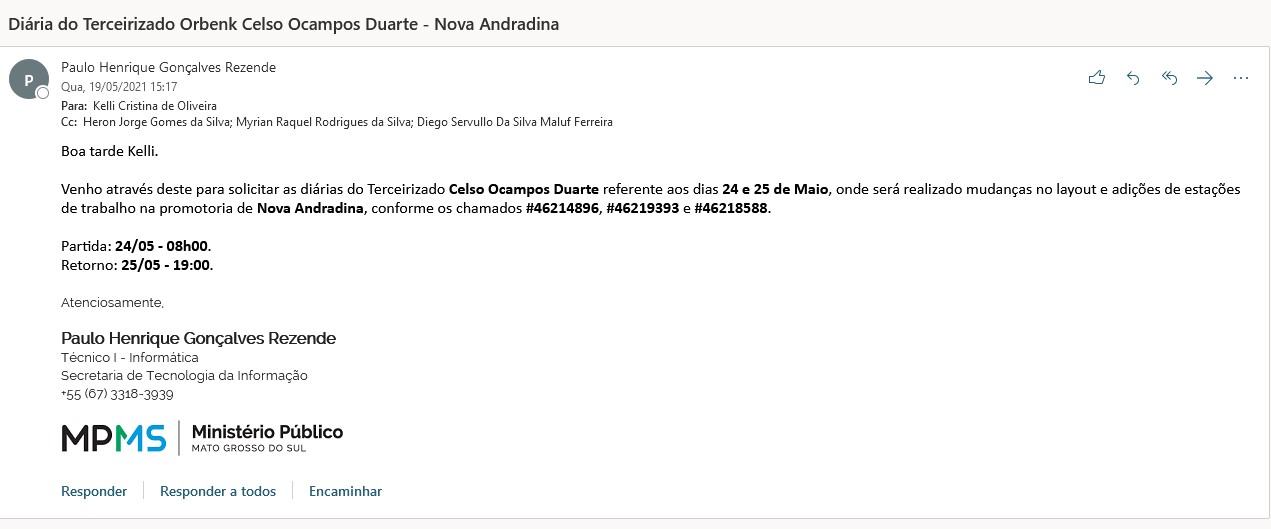 Diária do Terceirizado Orbenk Celso Ocampos Duarte - Nova Andradina
P
Paulo Henrique Gonçalves Rezende
Qua, 19/05/2021 15:17
Para: Kelli Cristina de Oliveira
Cc: Heron Jorge Gomes da Silva; Myrian Raquel Rodrigues da Silva; Diego Servullo Da Silva Maluf Ferreira
Boa tarde Kelli.
Venho através deste para solicitar as diárias do Terceirizado Celso Ocampos Duarte referente aos dias 24 e 25 de Maio, onde será realizado mudanças no layout e adições de estações
de trabalho na promotoria de Nova Andradina, conforme os chamados #46214896, #46219393 e #46218588.
Partida: 24/05 - 08h00.
Retorno: 25/05 - 19:00.
Atenciosamente,
Paulo Henrique Gonçalves Rezende
Técnico I - Informática
Secretaria de Tecnologia da Informação
+55 (67) 3318-3939
MPMS Ministério Público
MATO GROSSO DO SUL
Responder Responder a todos Encaminhar